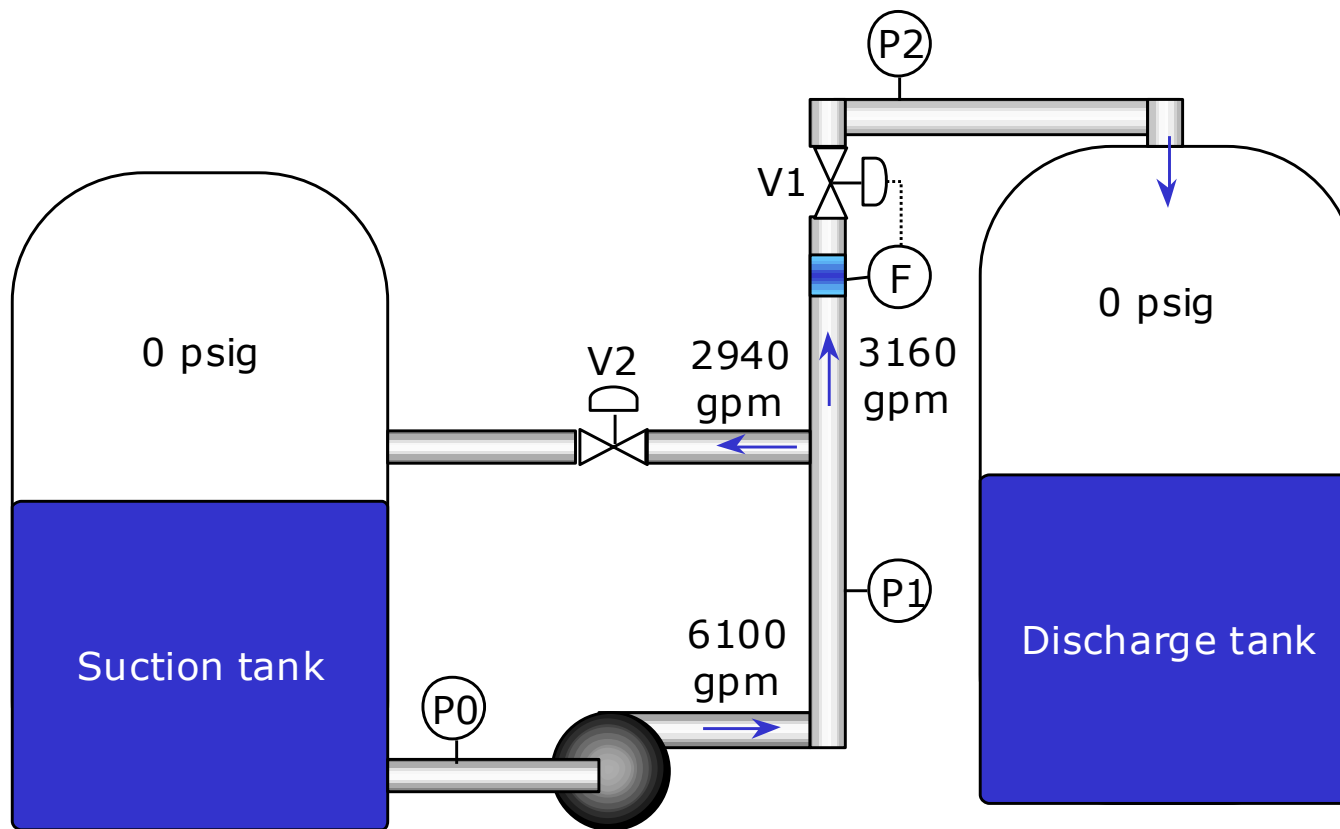 P2
V1
F
0 psig
0 psig
V2
2940
gpm
3160
gpm
P1
6100
gpm
Discharge tank
Suction tank
P0